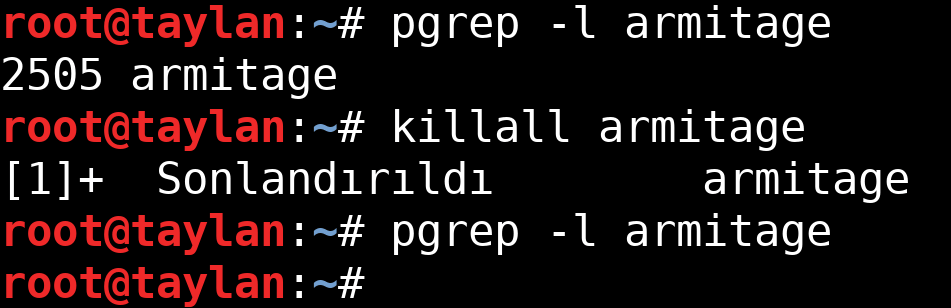 root@taylan:~# pgrep -l armitage
2505 armitage
root@taylan:~# killall armitage
[1]+  Sonlandırıldı        armitage
root@taylan:~# pgrep -l armitage
root@taylan:~#